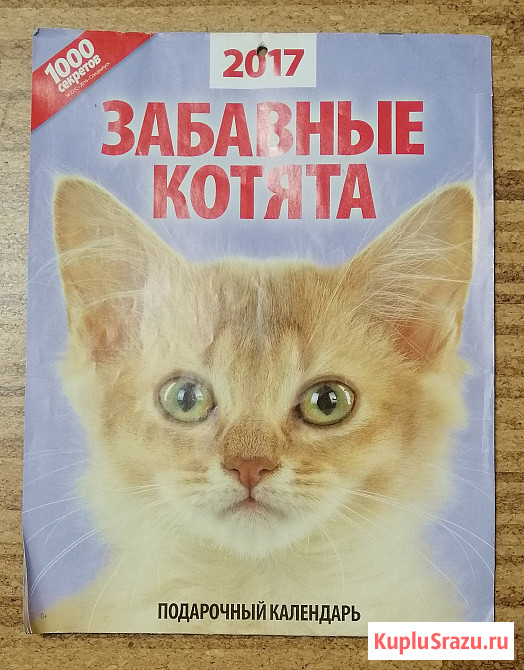 1000
секретов
2017
ЗАБАВНЫЕ
КОТЯТА
ПОДАРОЧНЫЙ КАЛЕНДАРЬ
KupluSrazu.ru